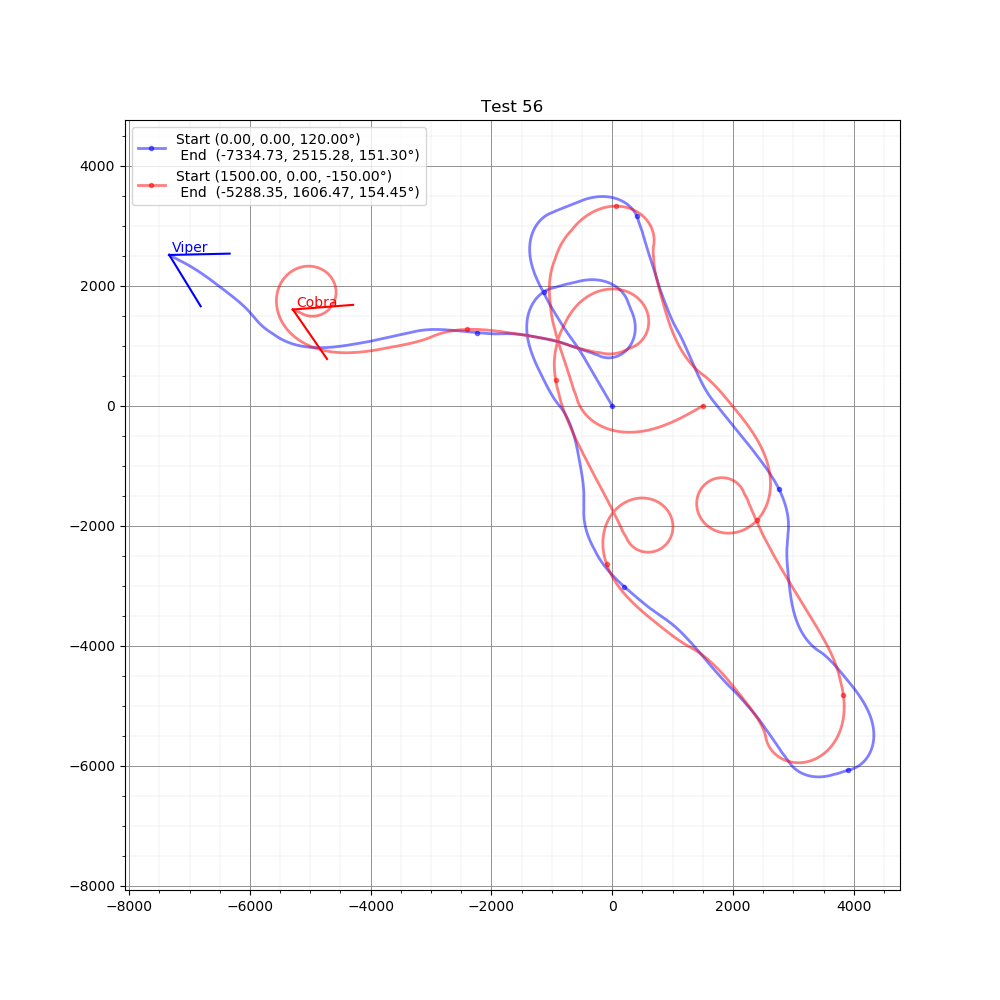 Test 56
Start (0.00, 0.00, 120.00°)
End  (-7334.73, 2515.28, 151.30°)
Start (1500.00, 0.00, -150.00°)
End  (-5288.35, 1606.47, 154.45°)
4000
2000
0
−2000
−4000
−6000
−8000
Viper
Cobra
−8000 −6000 −4000 −2000 0 2000 4000